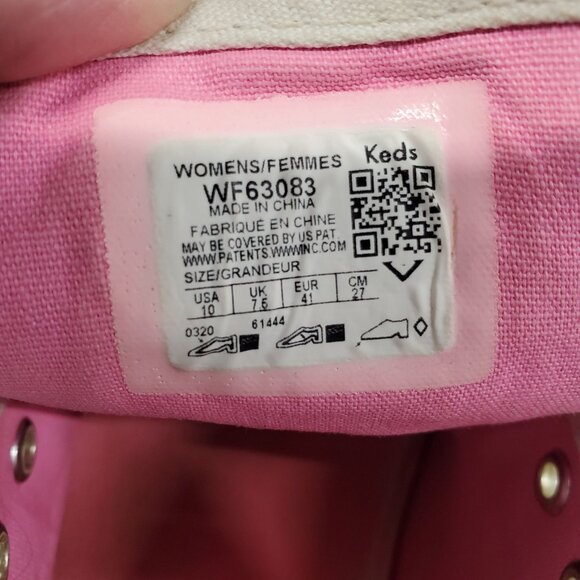 WOMENS/FEMMES Keds
WF63083
MADE IN CHINA
FABRIQUÉ EN CHINE
MAY BE COVERED BY US PAT.
WWW.PATENTS.WWWINC.COM
SIZE/GRANDEUR
USA UK EUR CM
10 7.5 41 27
0320 61444